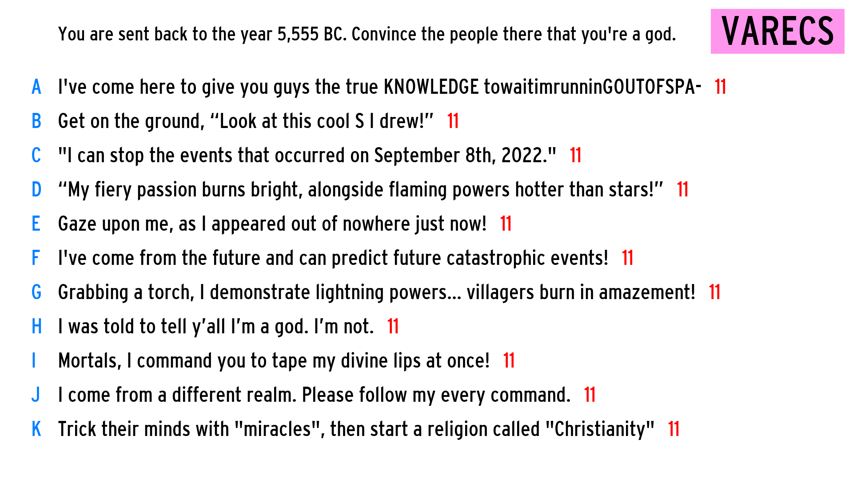 You are sent back to the year 5,555 BC. Convince the people there that you're a god.
VARECS
A I've come here to give you guys the true KNOWLEDGE towaitimrunninGOUTOFSPA- 11
B Get on the ground, “Look at this cool S I drew!” 11
C "I can stop the events that occurred on September 8th, 2022." 11
D “My fiery passion burns bright, alongside flaming powers hotter than stars!” 11
E Gaze upon me, as I appeared out of nowhere just now! 11
F I've come from the future and can predict future catastrophic events! 11
G Grabbing a torch, I demonstrate lightning powers... villagers burn in amazement! 11
H I was told to tell y’all I’m a god. I’m not. 11
I Mortals, I command you to tape my divine lips at once! 11
J I come from a different realm. Please follow my every command. 11
K Trick their minds with "miracles", then start a religion called "Christianity" 11